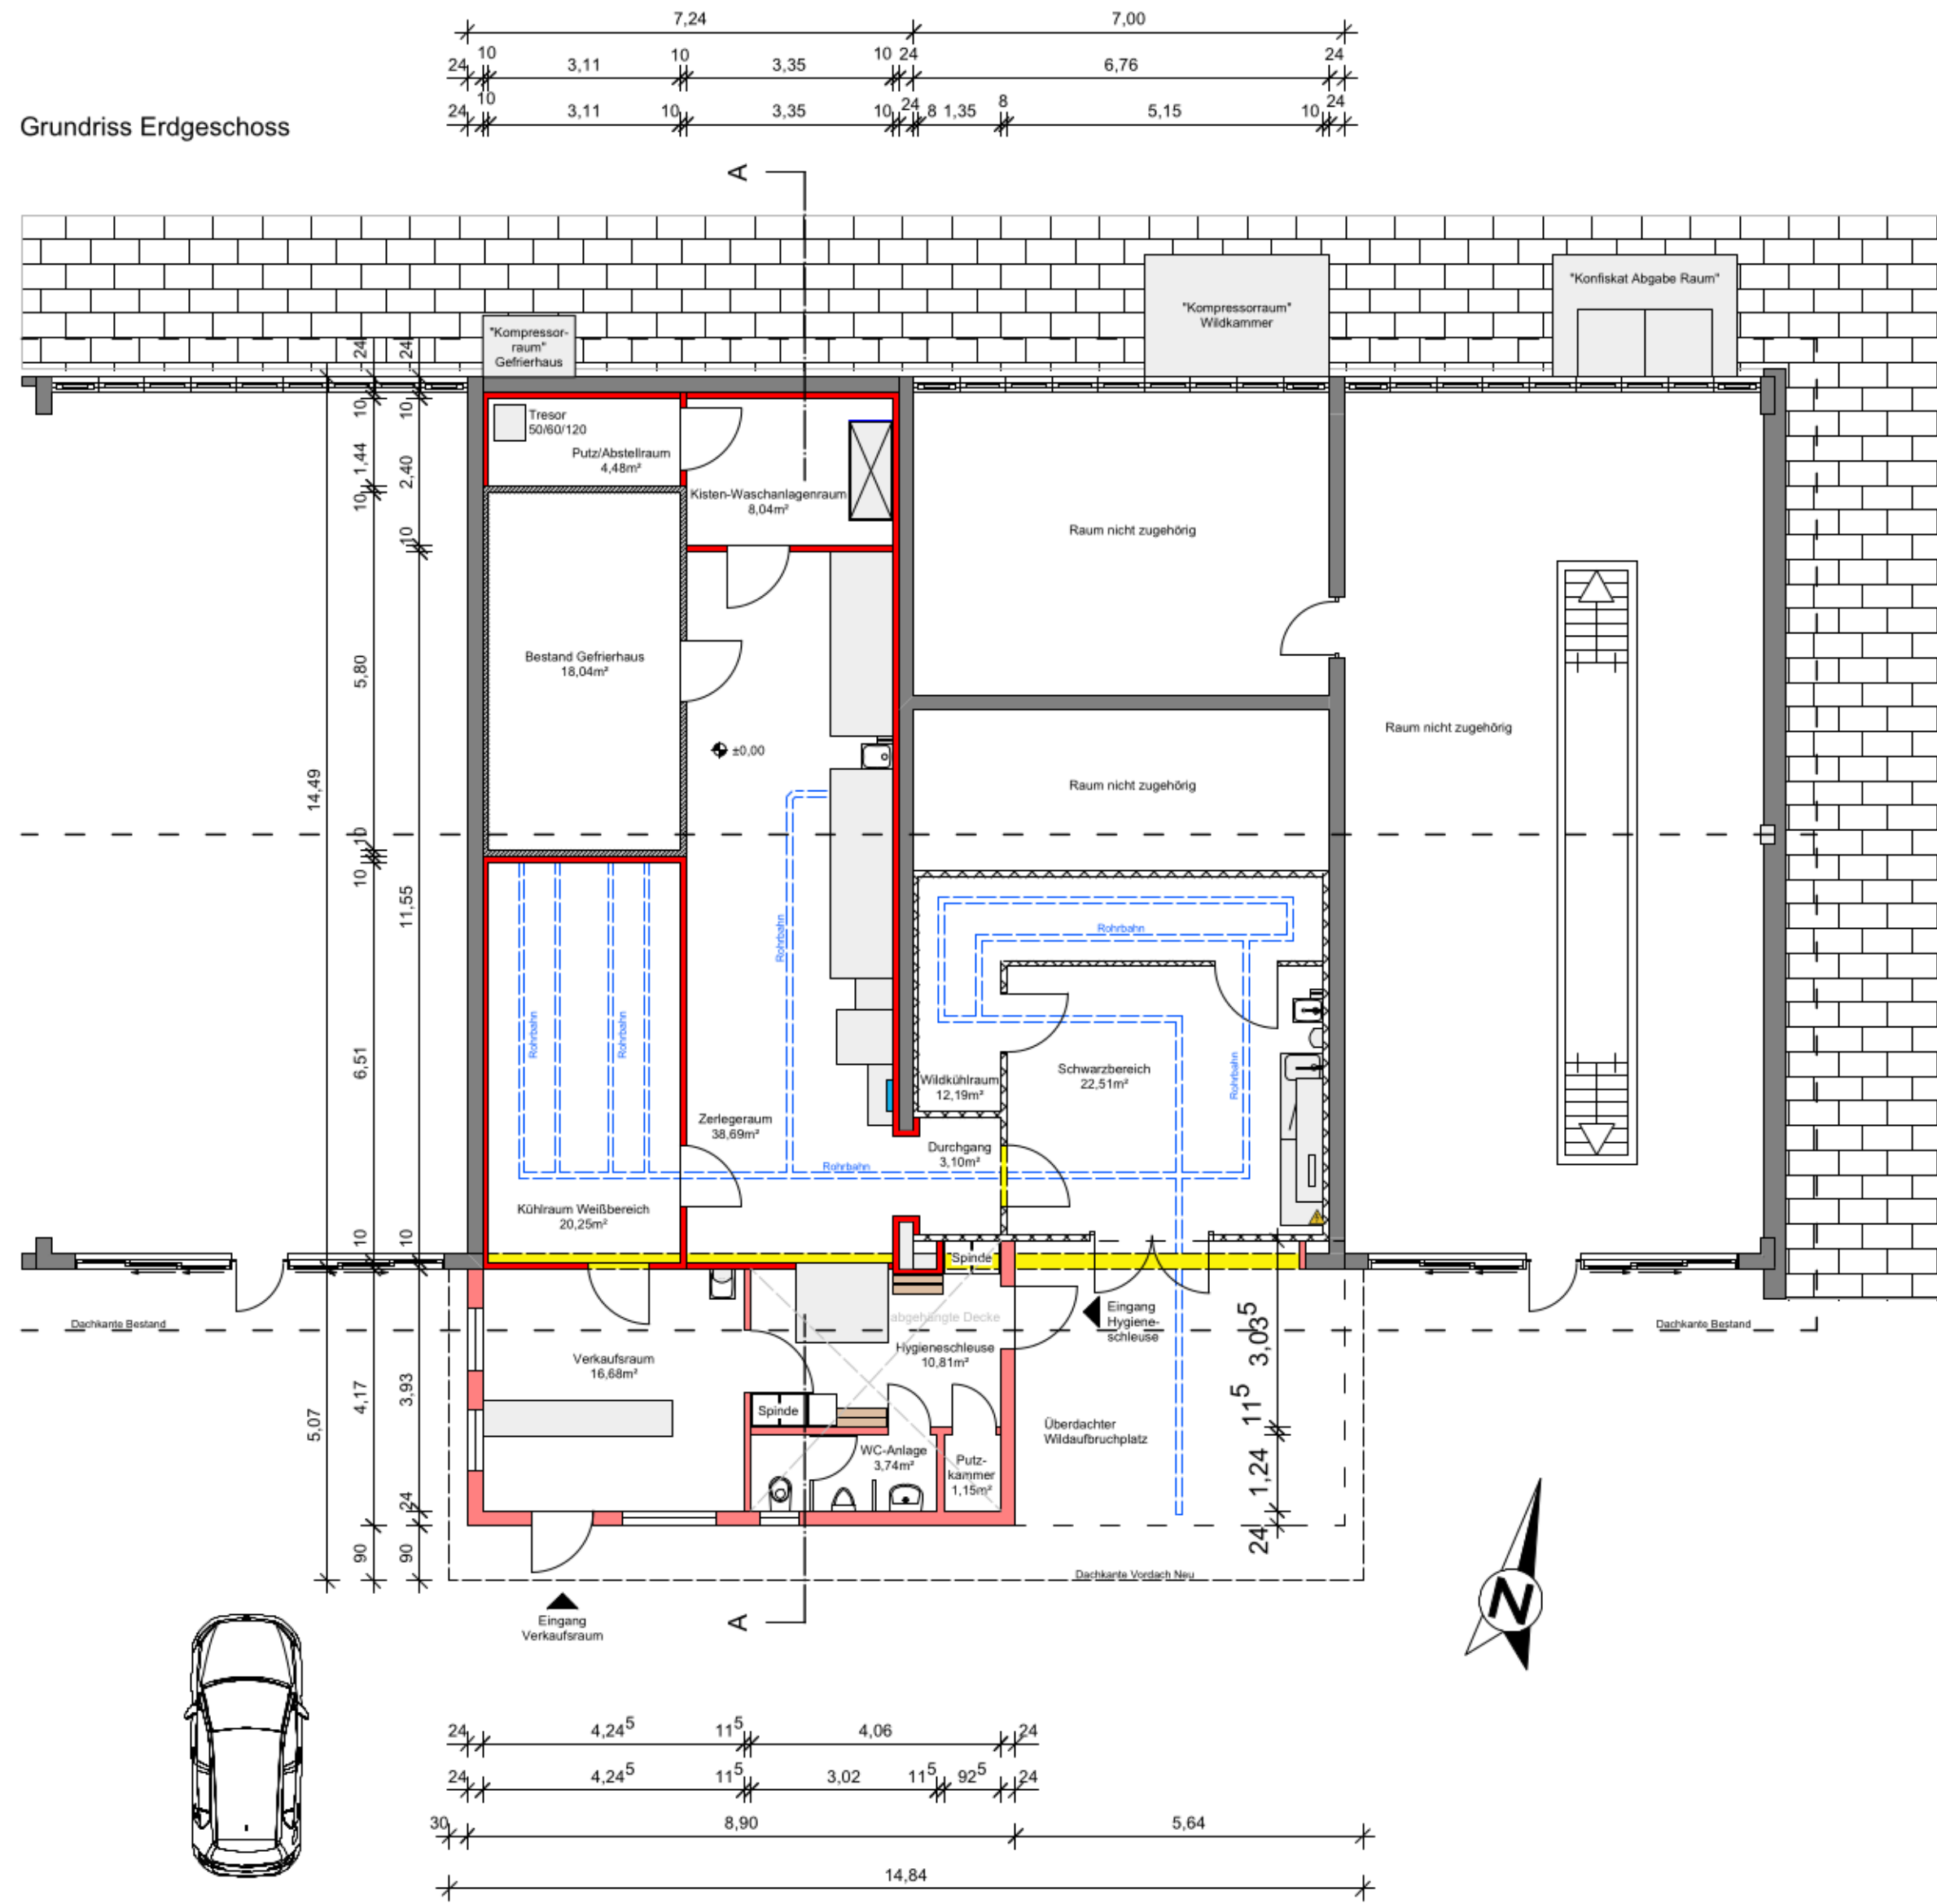 7,24
7,00
24
10
3,11
10
3,35
10
24
6,76
24
24
10
3,11
10
3,35
10
24
8
1,35
8
5,15
10
24
Grundriss Erdgeschoss
A
"Konfiskat Abgabe Raum"
"Kompressorraum"
Wildkammer
"Kompressor-
raum"
Gefrierhaus
24
24
10
10
Tresor
50/60/120
Putz/Abstellraum
4,48m²
1,44
2,40
10
10
Kisten-Waschanlagenraum
8,04m²
Raum nicht zugehörig
Bestand Gefrierhaus
18,04m²
5,80
±0,00
Raum nicht zugehörig
Raum nicht zugehörig
14,49
10
10
11,55
Rohrbahn
Rohrbahn
Rohrbahn
Rohrbahn
6,51
Rohrbahn
Schwarzbereich
22,51m²
Wildkühlraum
12,19m²
Zerlegeraum
38,69m²
Durchgang
3,10m²
Rohrbahn
Kühlraum Weißbereich
20,25m²
10
10
Spinde
Eingang
Hygiene-
schleuse
abgehängte Decke
Dachkante Bestand
Dachkante Bestand
Hygieneschleuse
10,81m²
Verkaufsraum
16,68m²
3,03⁵
5,07
4,17
3,93
11⁵
Spinde
Überdachter
Wildaufbruchplatz
WC-Anlage
3,74m²
Putz-
kammer
1,15m²
1,24
24
24
90
90
Dachkante Vordach Neu
Eingang
Verkaufsraum
A
N
24
4,24⁵
11⁵
4,06
24
24
4,24⁵
11⁵
3,02
11⁵
92⁵
24
30
8,90
5,64
14,84